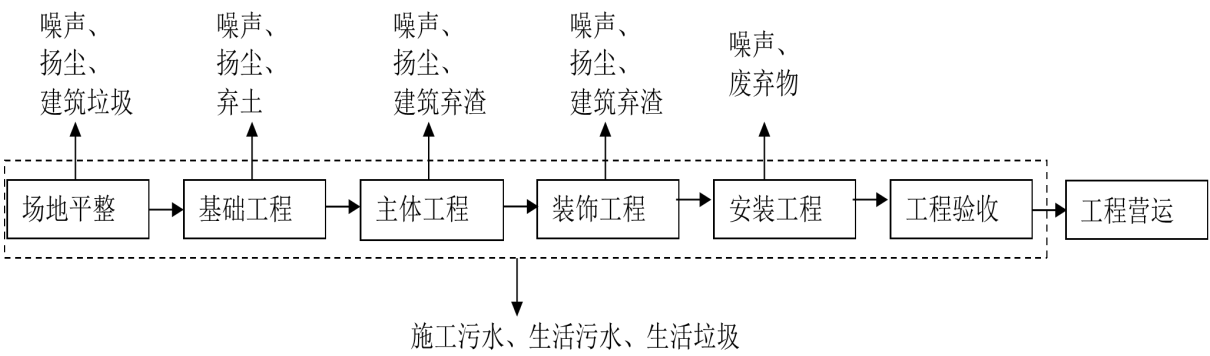 噪声、
扬尘、
建筑垃圾
噪声、
扬尘、
弃土
噪声、
扬尘、
建筑弃渣
噪声、
扬尘、
建筑弃渣
噪声、
废弃物
场地平整
基础工程
主体工程
装饰工程
安装工程
工程验收
工程营运
施工污水、生活污水、生活垃圾